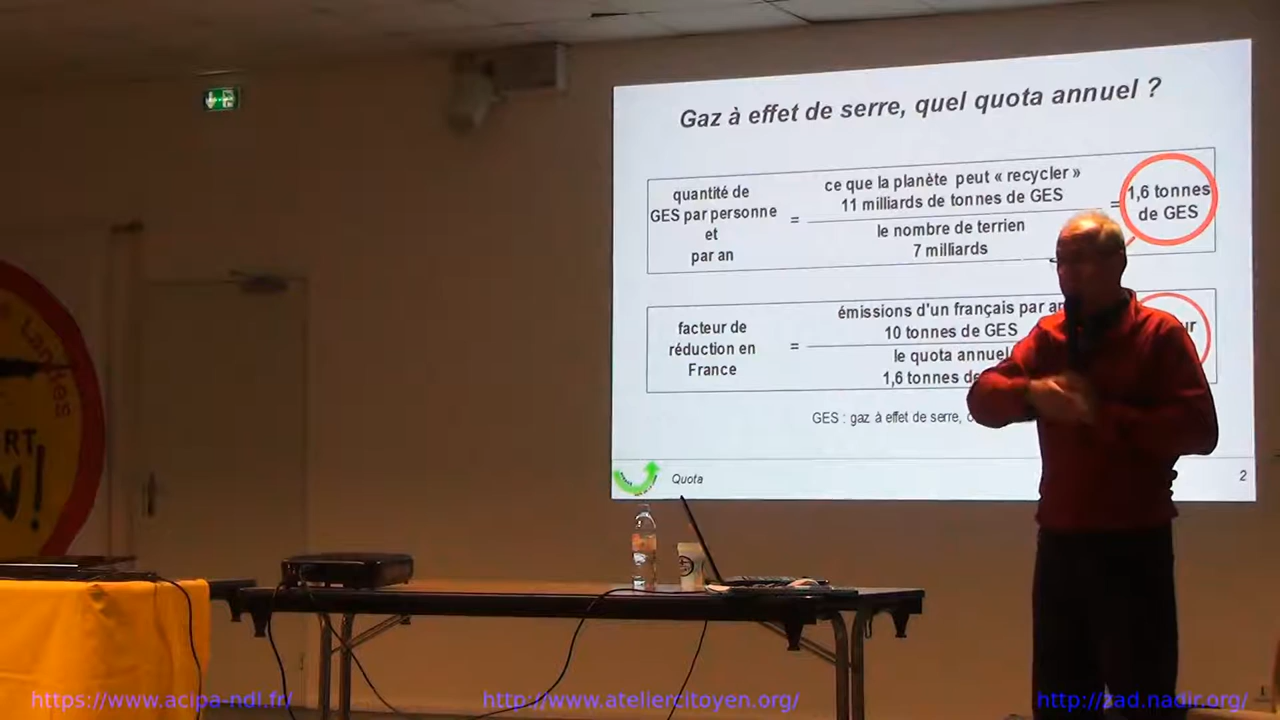 Gaz à effet de serre, quel quota annuel ?
quantité de
GES par personne
et
par an
=
ce que la planète peut « recycler »
11 milliards de tonnes de GES
le nombre de terrien
7 milliards
=
1,6 tonnes
de GES
facteur de
réduction en
France
=
émissions d'un français par an
10 tonnes de GES
le quota annuel
1,6 tonnes de
GES : gaz à effet de serre,
Quota
2
Landes
N!
https://www.acipa-ndl.fr/
http://www.ateliercitoyen.org/
http://zad.nadir.org/